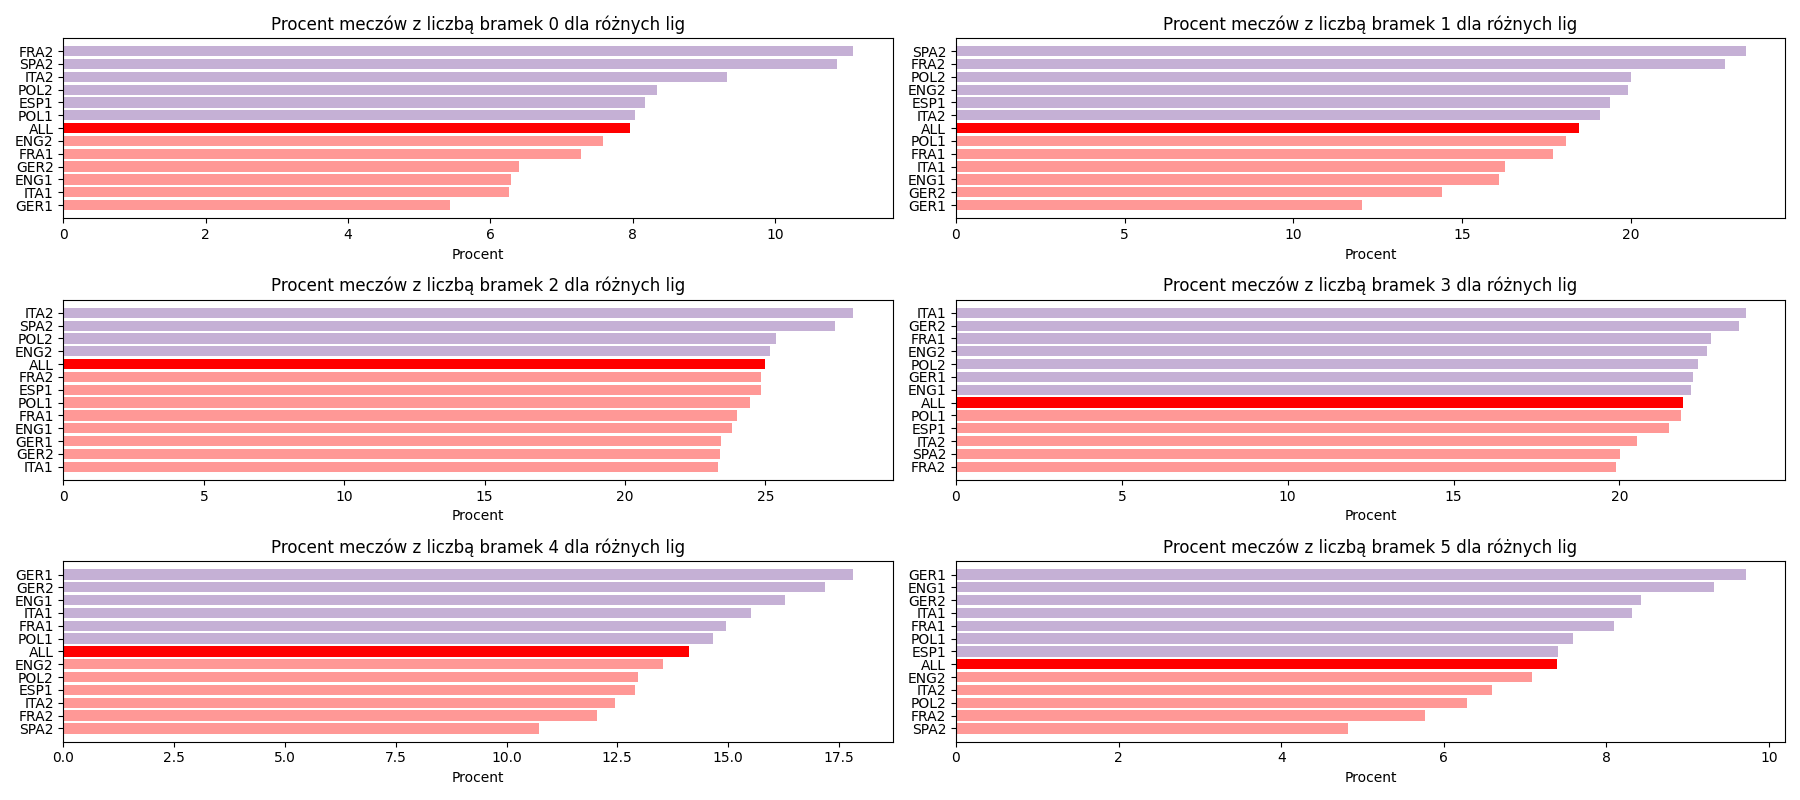 Procent meczów z liczbą bramek 0 dla różnych lig
FRA2
SPA2
ITA2
POL2
ESP1
POL1
ALL
ENG2
FRA1
GER2
ENG1
ITA1
GER1
0 2 4 6 8 10
Procent
Procent meczów z liczbą bramek 1 dla różnych lig
SPA2
FRA2
POL2
ENG2
ESP1
ITA2
ALL
POL1
FRA1
ITA1
ENG1
GER2
GER1
0 5 10 15 20
Procent
Procent meczów z liczbą bramek 2 dla różnych lig
ITA2
SPA2
POL2
ENG2
ALL
FRA2
ESP1
POL1
FRA1
ENG1
GER1
GER2
ITA1
0 5 10 15 20 25
Procent
Procent meczów z liczbą bramek 3 dla różnych lig
ITA1
GER2
FRA1
ENG2
POL2
GER1
ENG1
ALL
POL1
ESP1
ITA2
SPA2
FRA2
0 5 10 15 20
Procent
Procent meczów z liczbą bramek 4 dla różnych lig
GER1
GER2
ENG1
ITA1
FRA1
POL1
ALL
ENG2
POL2
ESP1
ITA2
FRA2
SPA2
0.0 2.5 5.0 7.5 10.0 12.5 15.0 17.5
Procent
Procent meczów z liczbą bramek 5 dla różnych lig
GER1
ENG1
GER2
ITA1
FRA1
POL1
ESP1
ALL
ENG2
ITA2
POL2
FRA2
SPA2
0 2 4 6 8 10
Procent